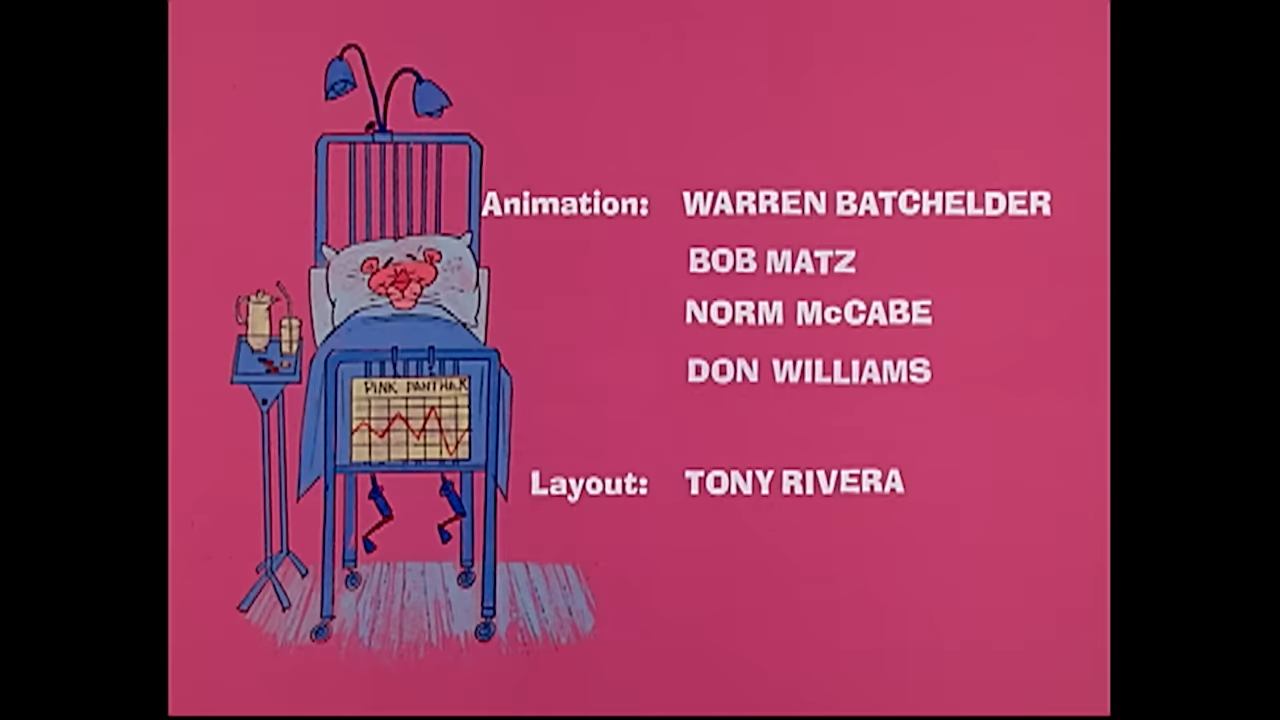 Animation: WARREN BATCHELDER
BOB MATZ
NORM McCABE
DON WILLIAMS
PINK PANTHER
Layout: TONY RIVERA